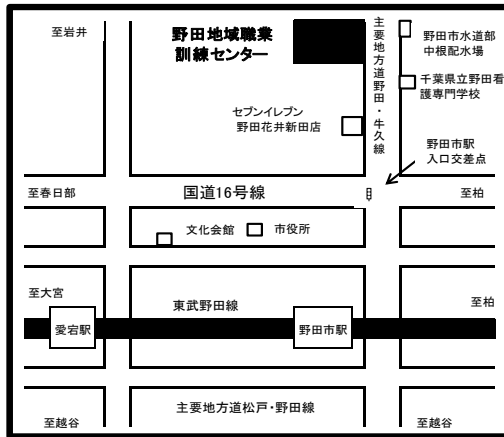 至岩井
野田地域職業
訓練センター
主要地方道野田・牛久線
野田市水道部
中根配水場
千葉県立野田看
護専門学校
セブンイレブン
野田花井新田店
野田市駅
入口交差点
至春日部
国道16号線
至柏
文化会館
市役所
至大宮
東武野田線
至柏
愛宕駅
野田市駅
主要地方道松戸・野田線
至越谷
至越谷